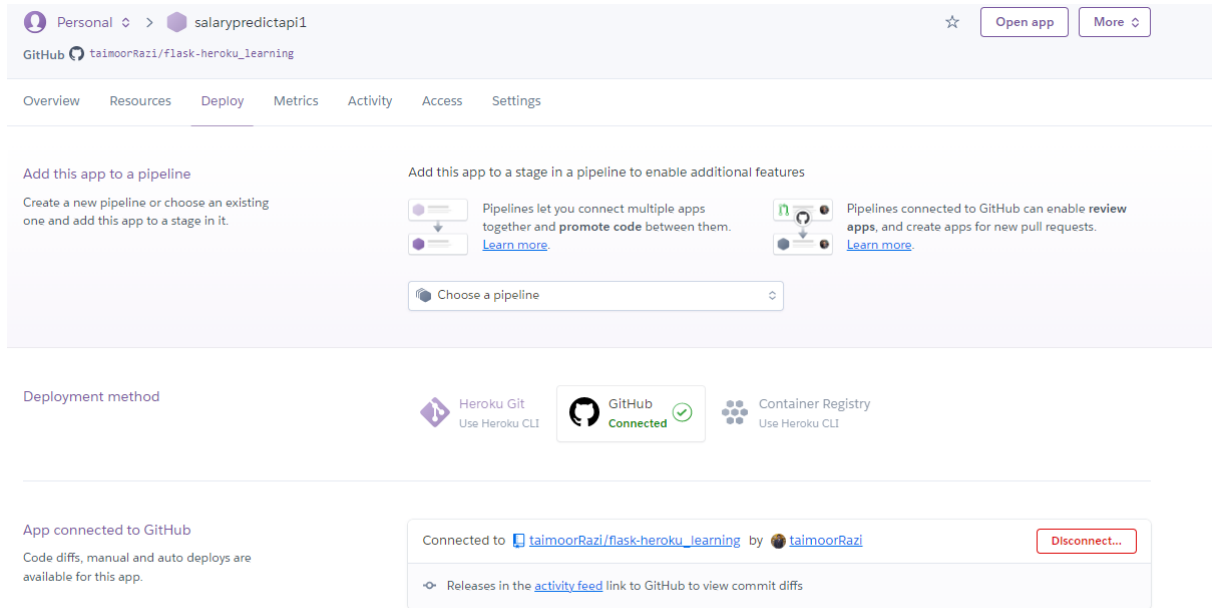 Personal > salarypredictapi1
Open app
More
GitHub taimoorRazi/flask-heroku_learning
Overview Resources Deploy Metrics Activity Access Settings
Add this app to a pipeline
Create a new pipeline or choose an existing
one and add this app to a stage in it.
Add this app to a stage in a pipeline to enable additional features
Pipelines let you connect multiple apps
together and promote code between them.
Learn more.
Pipelines connected to GitHub can enable review
apps, and create apps for new pull requests.
Learn more.
Choose a pipeline
Deployment method
Heroku Git
Use Heroku CLI
GitHub
Connected
Container Registry
Use Heroku CLI
App connected to GitHub
Code diffs, manual and auto deploys are
available for this app.
Connected to taimoorRazi/flask-heroku_learning by taimoorRazi
Disconnect...
Releases in the activity feed link to GitHub to view commit diffs